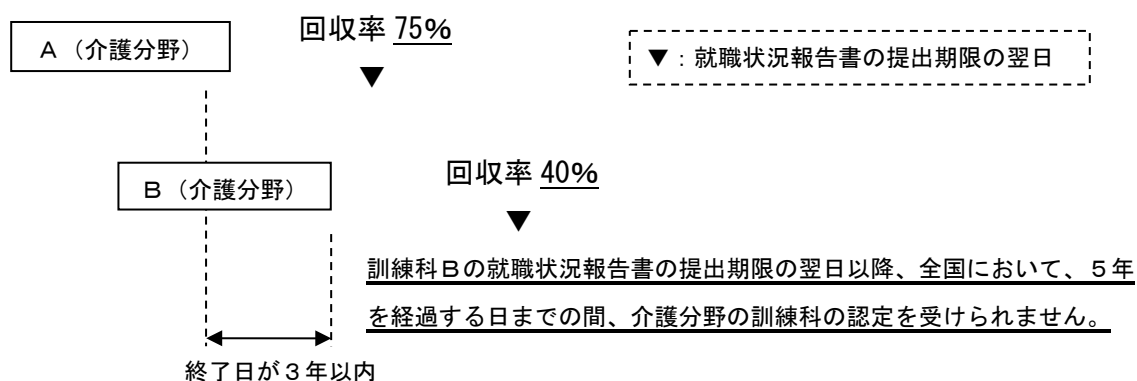 回収率 75%
A(介護分野)
▼:就職状況報告書の提出期限の翌日
▼
回収率 40%
B(介護分野)
▼
訓練科Bの就職状況報告書の提出期限の翌日以降、全国において、5年
を経過する日までの間、介護分野の訓練科の認定を受けられません。
終了日が3年以内